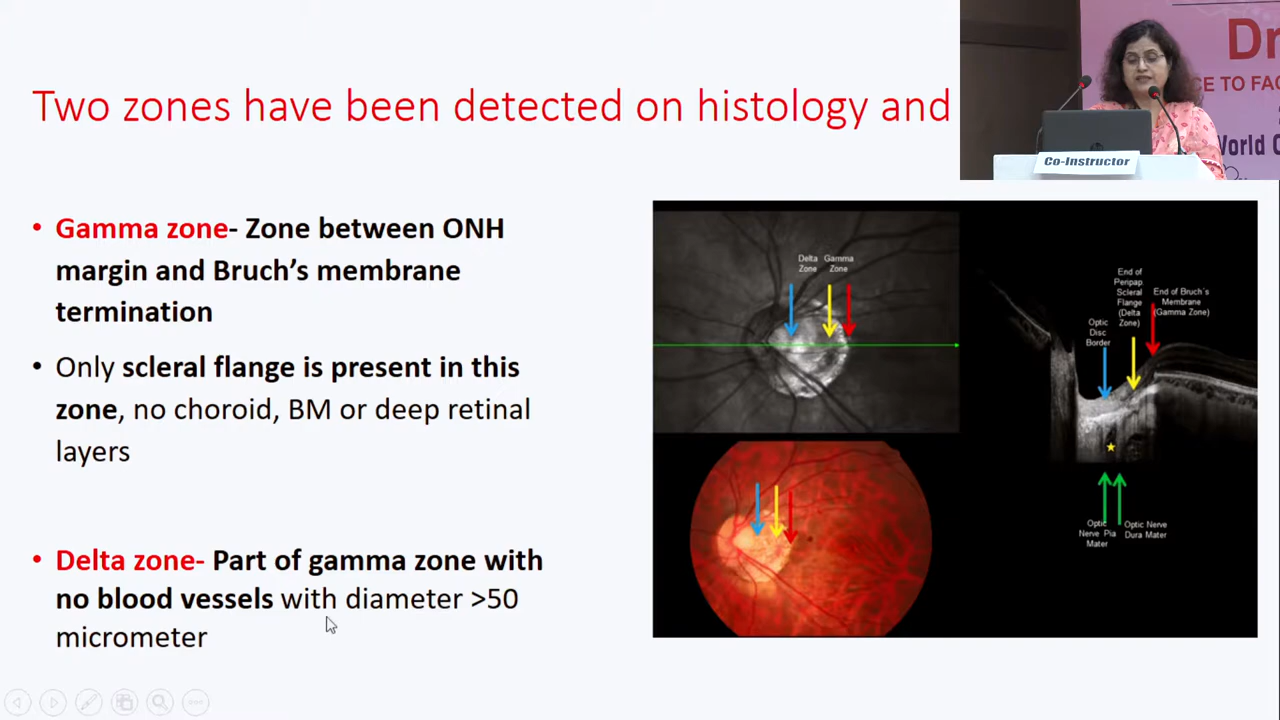 Two zones have been detected on histology and
Dr
CE TO FAC
World C
Co-Instructor
• Gamma zone- Zone between ONH
margin and Bruch’s membrane
termination
• Only scleral flange is present in this
zone, no choroid, BM or deep retinal
layers
• Delta zone- Part of gamma zone with
no blood vessels with diameter >50
micrometer
Delta
Zone
Gamma
Zone
End of
Peripap.
Scleral
Flange
(Delta
Zone)
End of Bruch´s
Membrane
(Gamma Zone)
Optic
Disc
Border
Optic
Nerve Pia
Mater
Optic Nerve
Dura Mater